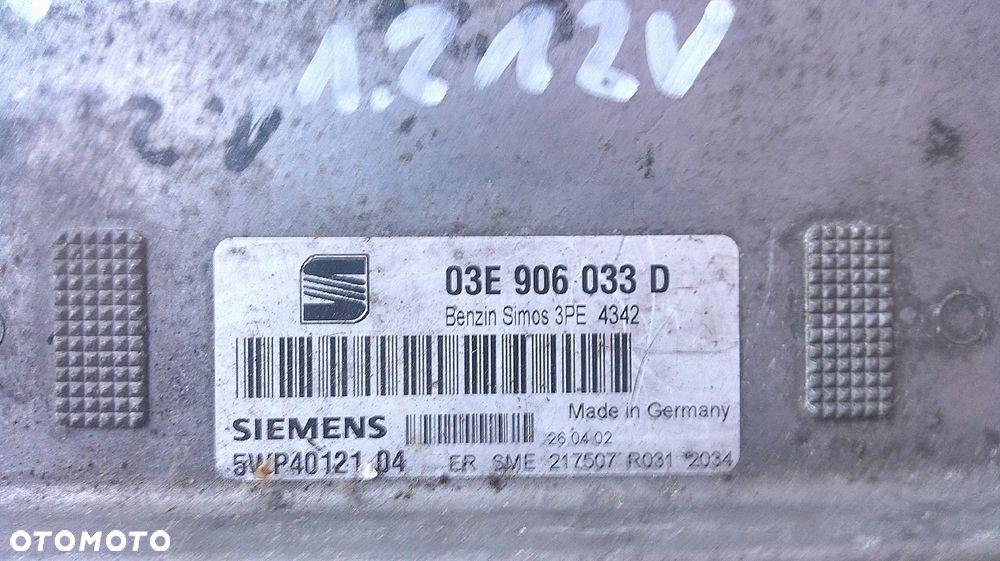 1.2 12V
03E 906 033 D
Benzin Simos 3PE 4342
Made in Germany
SIEMENS
26.04.02
5WP40121 04 ER SME 217507 R031 2034
OTOMOTO